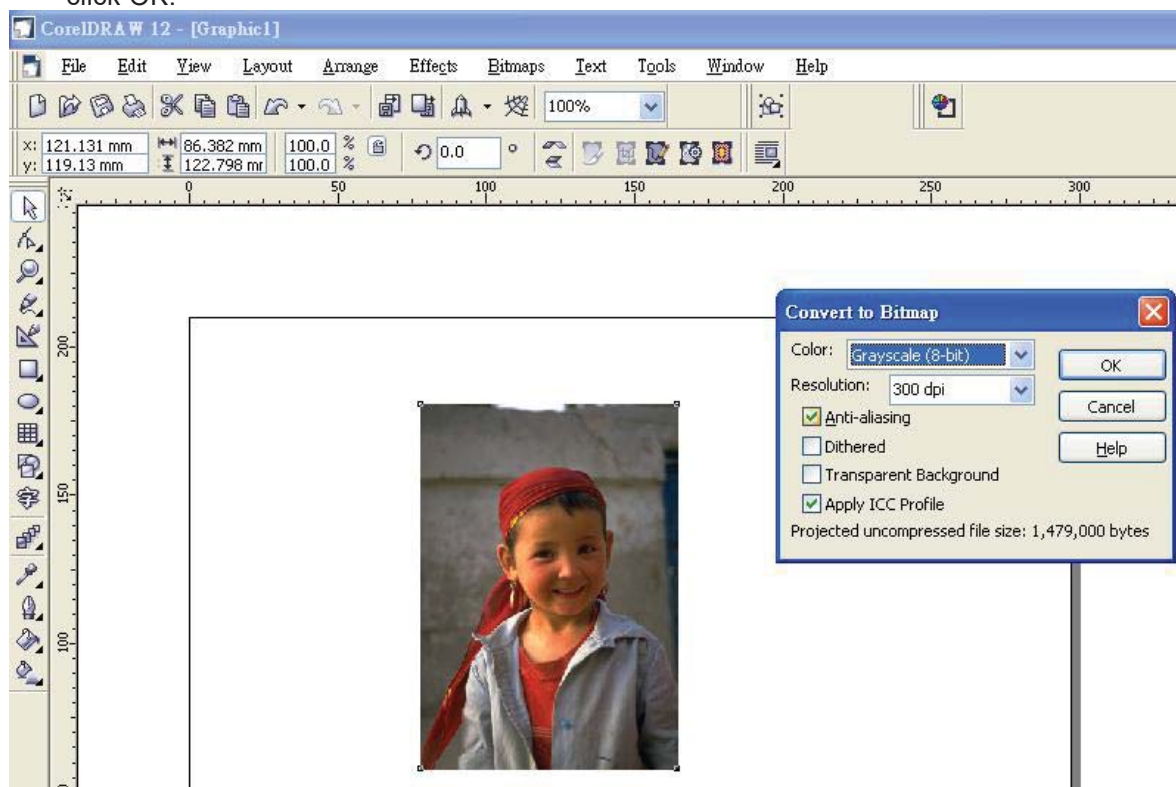 click OK.
CorelDRAW 12 - [Graphic1]
File Edit View Layout Arrange Effects Bitmaps Text Tools Window Help
100%
x: 121.131 mm 86.382 mm 100.0 % 0.0 °
y: 119.13 mm 122.798 mr 100.0 %
0 50 100 150 200 250 300
字
200
150
100
Convert to Bitmap
Color: Grayscale (8-bit) OK
Resolution: 300 dpi Cancel
Anti-aliasing
Dithered Help
Transparent Background
Apply ICC Profile
Projected uncompressed file size: 1,479,000 bytes